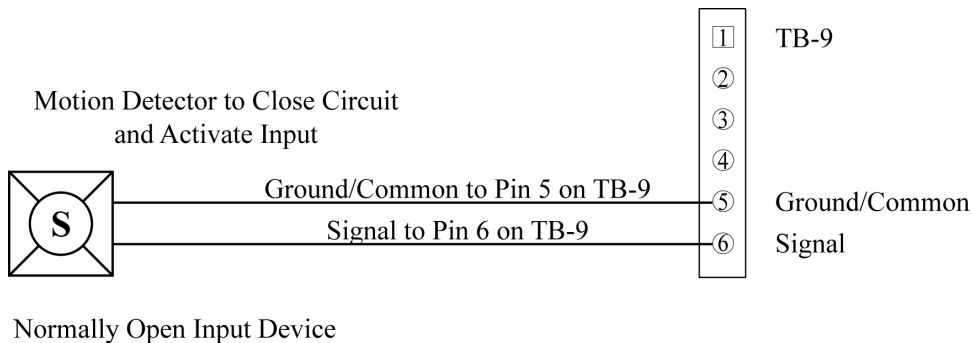 1 TB-9
2
Motion Detector to Close Circuit
and Activate Input
3
4
Ground/Common to Pin 5 on TB-9
5 Ground/Common
S
Signal to Pin 6 on TB-9
6 Signal
Normally Open Input Device